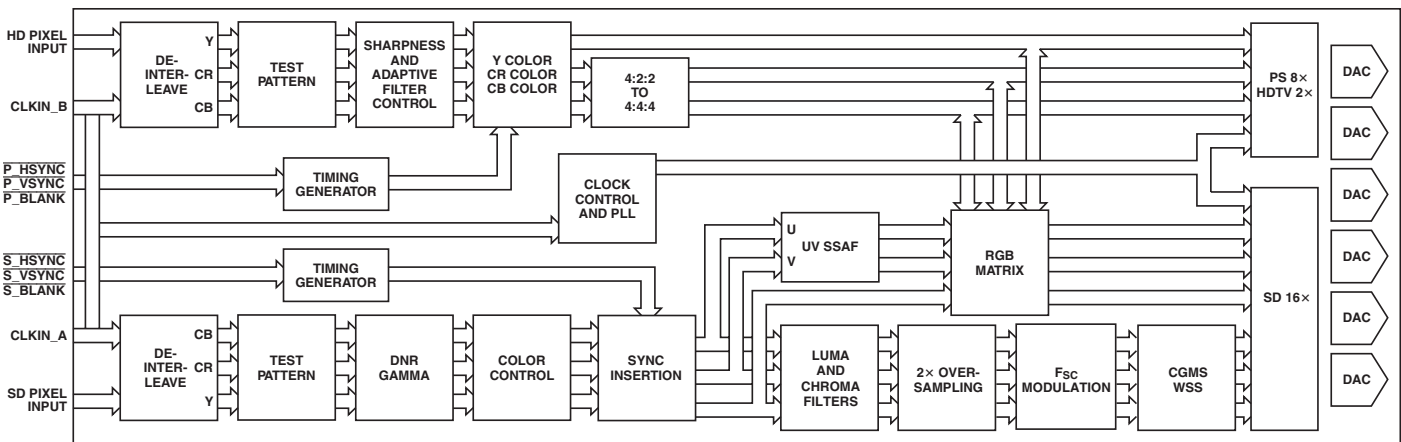 HD PIXEL
INPUT
CLKIN_B
P_HSYNC
P_VSYNC
P_BLANK
S_HSYNC
S_VSYNC
S_BLANK
CLKIN_A
SD PIXEL
INPUT
DE-
INTER-
LEAVE
Y
CR
CB
TEST
PATTERN
SHARPNESS
AND
ADAPTIVE
FILTER
CONTROL
Y COLOR
CR COLOR
CB COLOR
4:2:2
TO
4:4:4
PS 8×
HDTV 2×
TIMING
GENERATOR
CLOCK
CONTROL
AND PLL
TIMING
GENERATOR
U
V
UV SSAF
RGB
MATRIX
SD 16×
DE-
INTER-
LEAVE
CB
CR
Y
TEST
PATTERN
DNR
GAMMA
COLOR
CONTROL
SYNC
INSERTION
LUMA
AND
CHROMA
FILTERS
2× OVER-
SAMPLING
FSC
MODULATION
CGMS
WSS
DAC
DAC
DAC
DAC
DAC
DAC